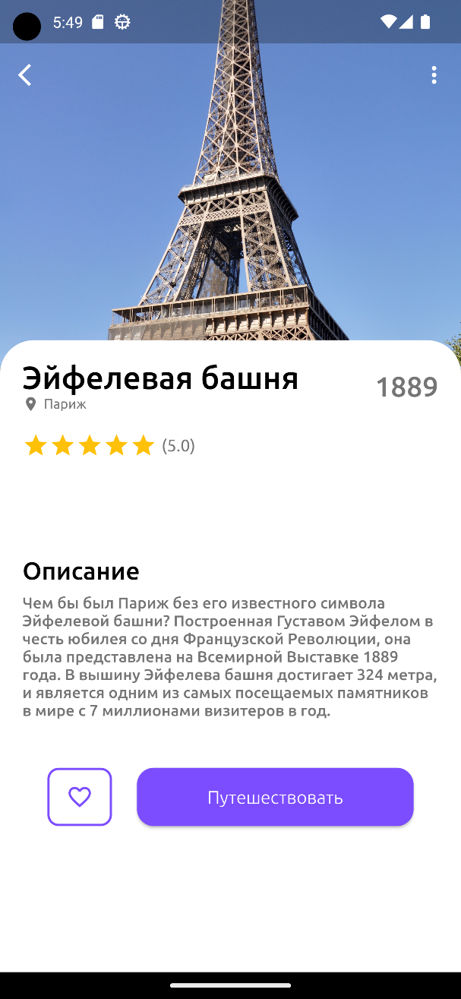 5:49
Эйфелевая башня
1889
Париж
(5.0)
Описание
Чем бы был Париж без его известного символа
Эйфелевой башни? Построенная Густавом Эйфелом в
честь юбилея со дня Французской Революции, она
была представлена на Всемирной Выставке 1889
года. В вышину Эйфелева башня достигает 324 метра,
и является одним из самых посещаемых памятников
в мире с 7 миллионами визитеров в год.
Путешествовать